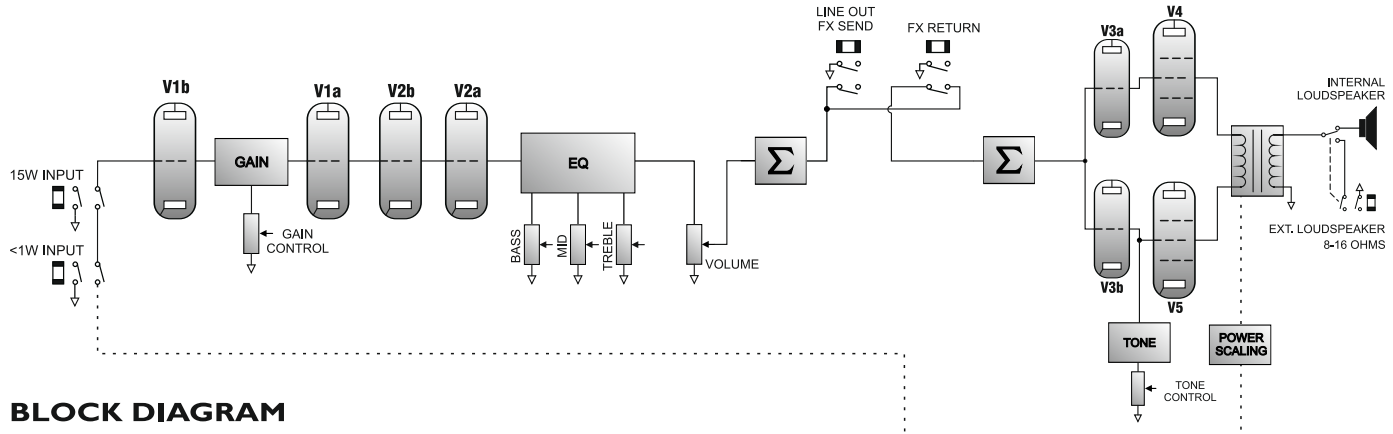 LINE OUT
FX SEND
FX RETURN
V4
V3a
V1b
V1a
V2b
V2a
INTERNAL
LOUDSPEAKER
GAIN
EQ
Σ
Σ
15W INPUT
GAIN
CONTROL
BASS
MID
TREBLE
VOLUME
<1W INPUT
EXT. LOUDSPEAKER
8-16 OHMS
V3b
V5
TONE
POWER
SCALING
TONE
CONTROL
BLOCK DIAGRAM